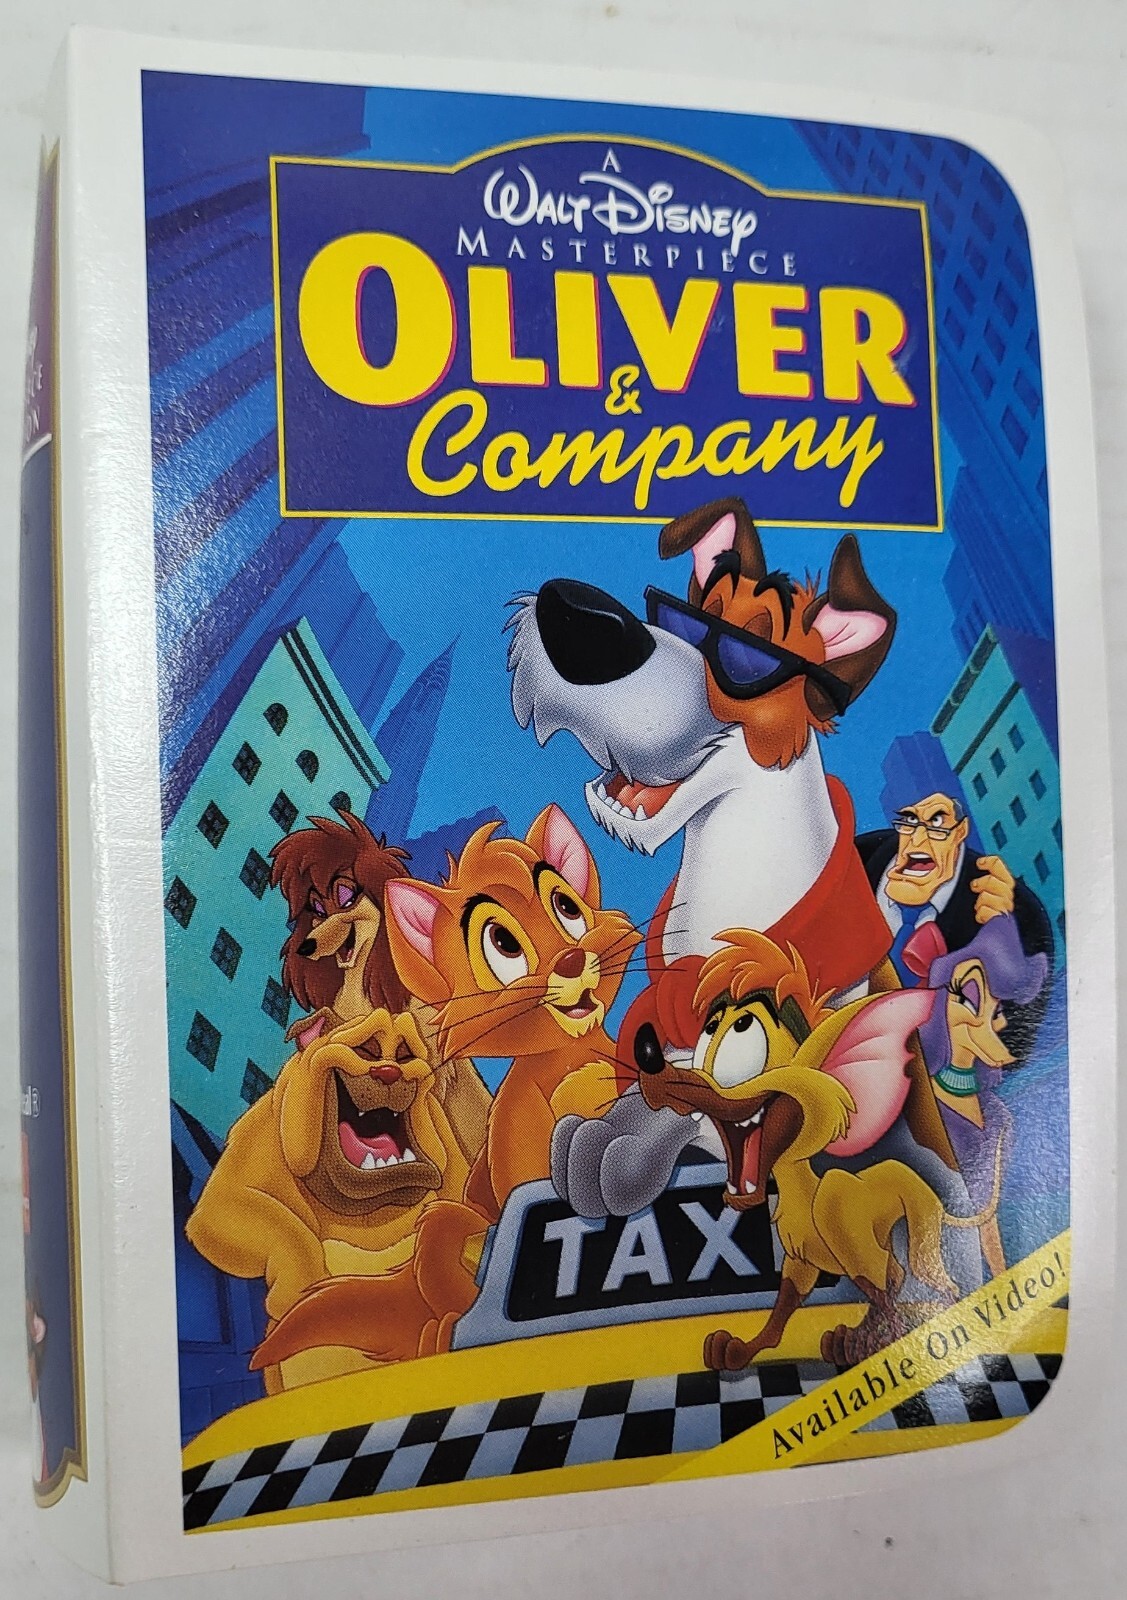 A
WALT DISNEY
MASTERPIECE
OLIVER
&
Company
TAXI
Available On Video!